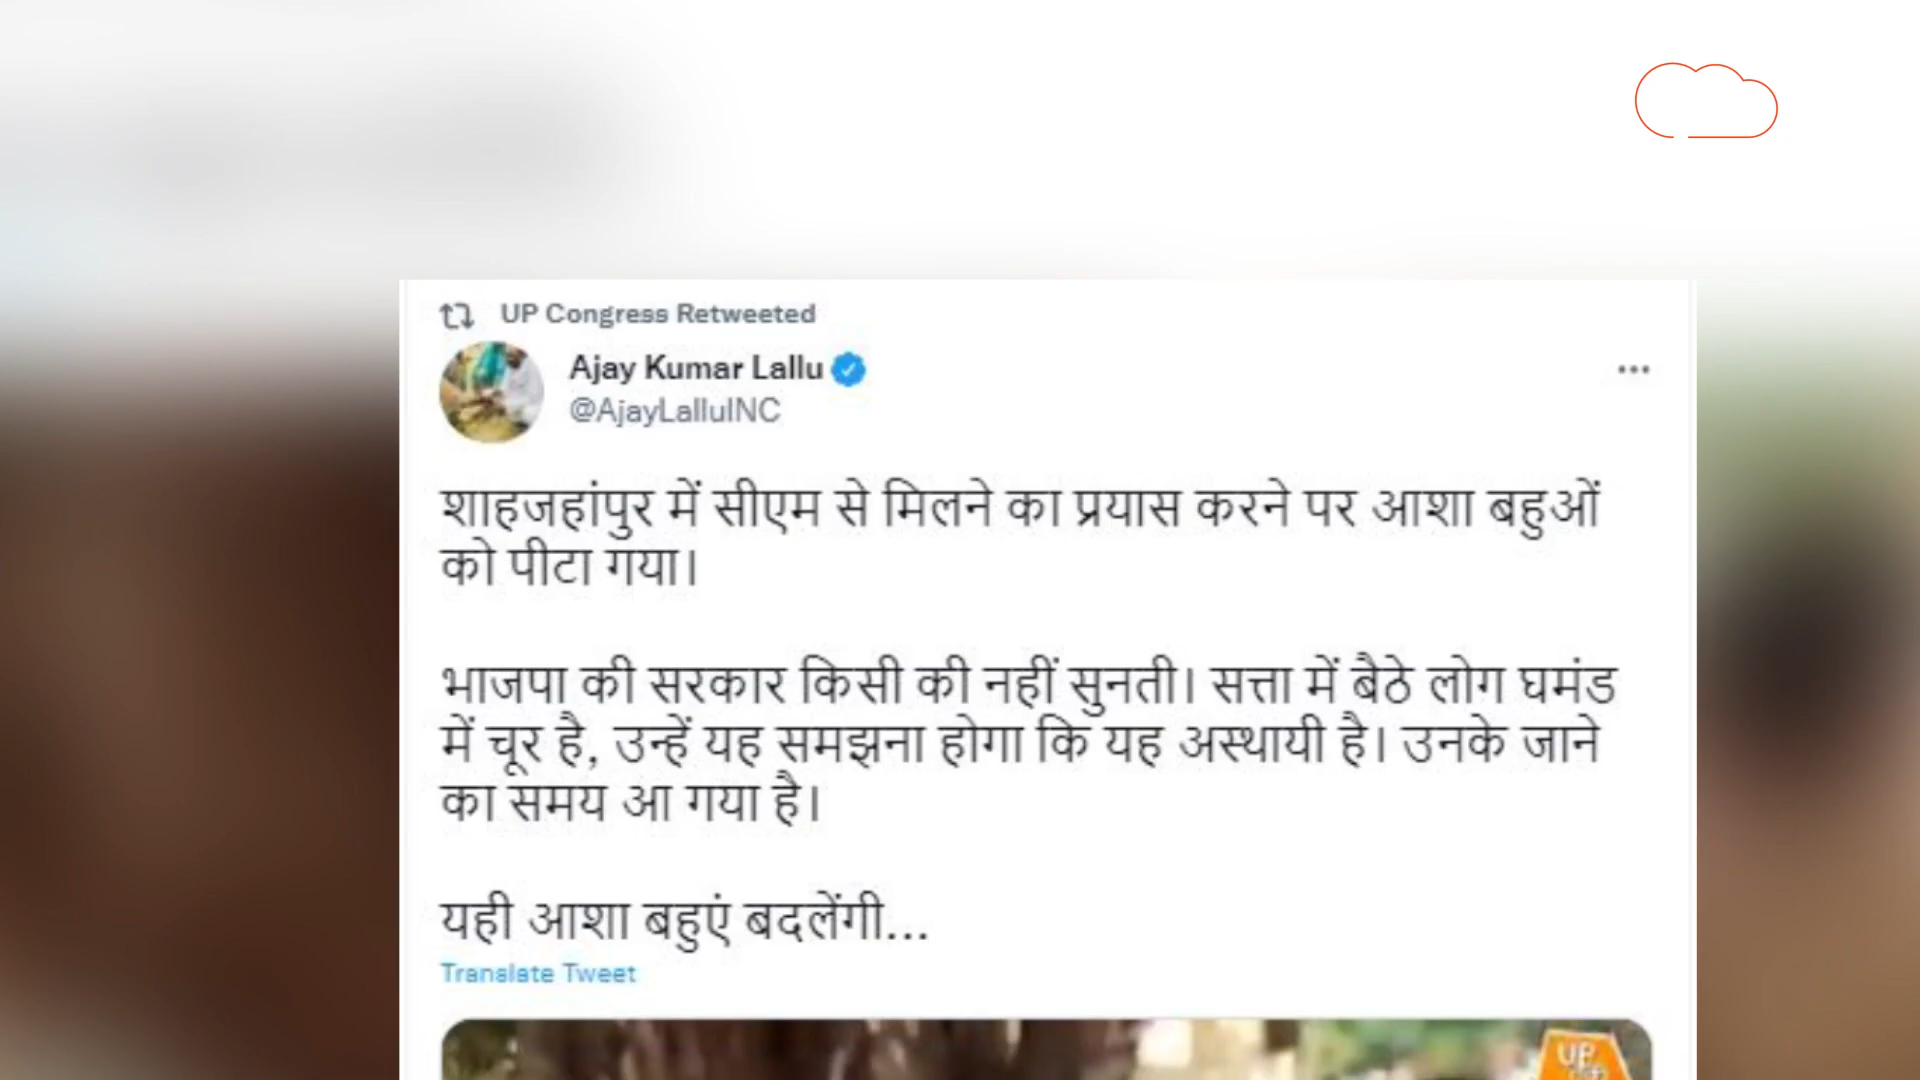 UP Congress Retweeted
Ajay Kumar Lallu
@AjayLalluINC
शाहजहांपुर में सीएम से मिलने का प्रयास करने पर आशा बहुओं
को पीटा गया।
भाजपा की सरकार किसी की नहीं सुनती। सत्ता में बैठे लोग घमंड
में चूर है, उन्हें यह समझना होगा कि यह अस्थायी है। उनके जाने
का समय आ गया है।
यही आशा बहुएं बदलेंगी...
Translate Tweet
UP